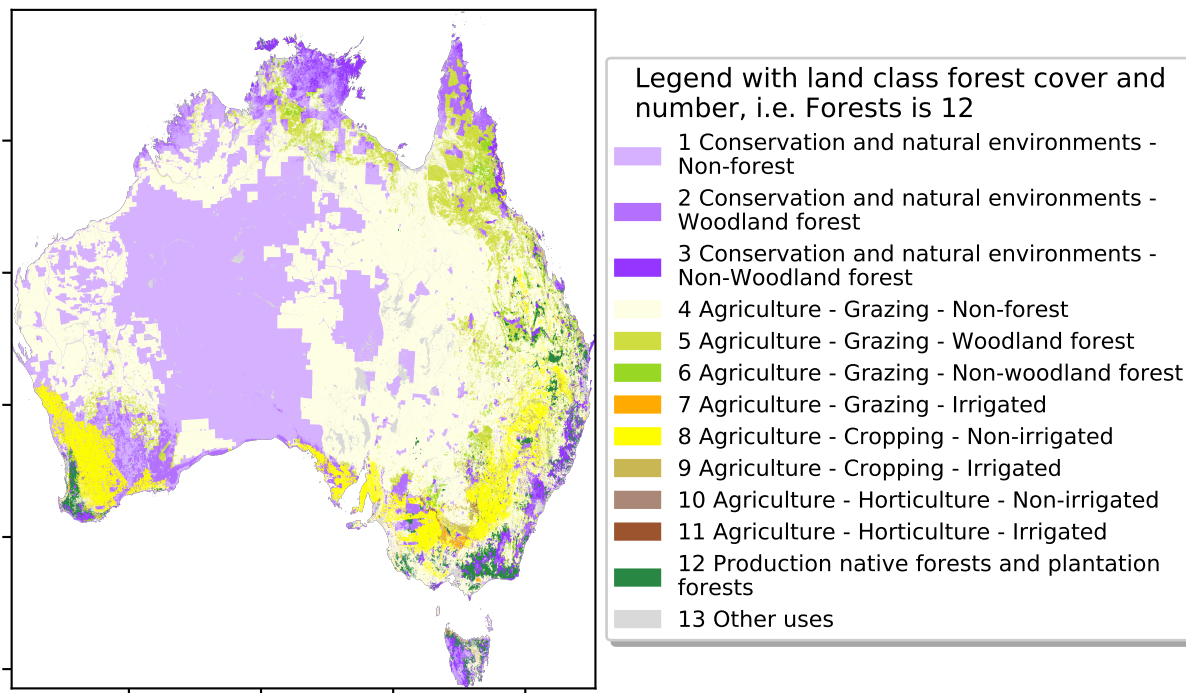 Legend with land class forest cover and
number, i.e. Forests is 12
1 Conservation and natural environments -
Non-forest
2 Conservation and natural environments -
Woodland forest
3 Conservation and natural environments -
Non-Woodland forest
4 Agriculture - Grazing - Non-forest
5 Agriculture - Grazing - Woodland forest
6 Agriculture - Grazing - Non-woodland forest
7 Agriculture - Grazing - Irrigated
8 Agriculture - Cropping - Non-irrigated
9 Agriculture - Cropping - Irrigated
10 Agriculture - Horticulture - Non-irrigated
11 Agriculture - Horticulture - Irrigated
12 Production native forests and plantation
forests
13 Other uses